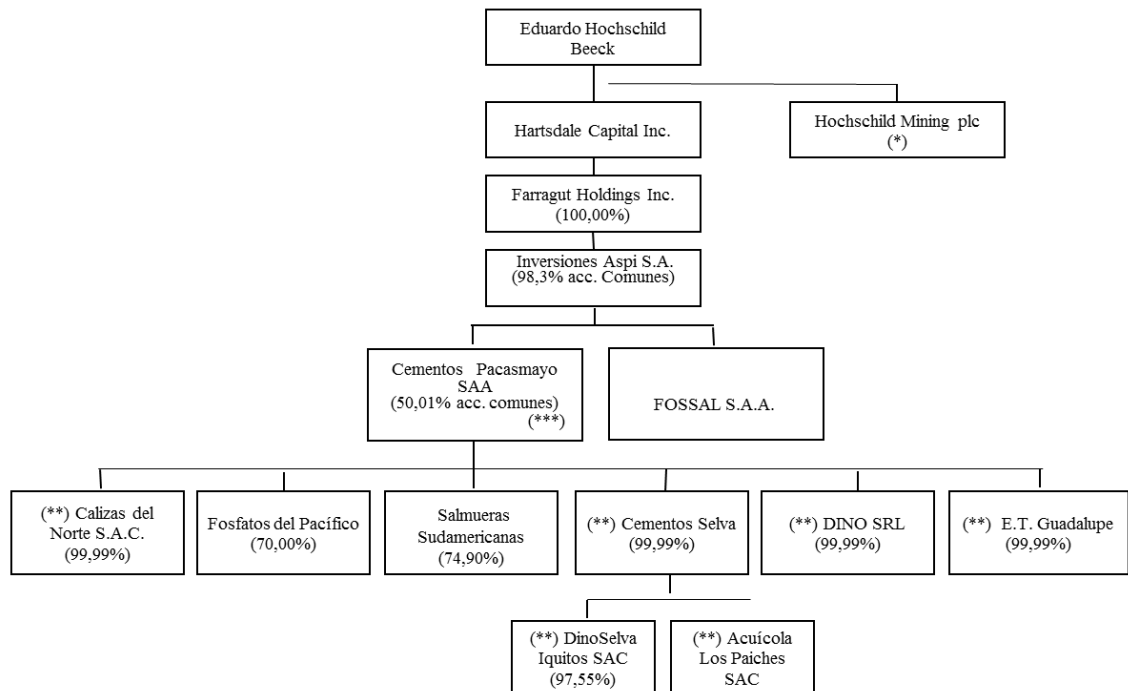 Eduardo Hochschild
Beeck
Hartsdale Capital Inc.
Hochschild Mining plc
(*)
Farragut Holdings Inc.
(100,00%)
Inversiones Aspi S.A.
(98,3% acc. Comunes)
Cementos Pacasmayo
SAA
(50,01% acc. comunes)
(***)
FOSSAL S.A.A.
(**) Calizas del
Norte S.A.C.
(99,99%)
Fosfatos del Pacífico
(70,00%)
Salmueras
Sudamericanas
(74,90%)
(**) Cementos Selva
(99,99%)
(**) DINO SRL
(99,99%)
(**) E.T. Guadalupe
(99,99%)
(**) DinoSelva
Iquitos SAC
(97,55%)
(**) Acuícola
Los Paiches
SAC